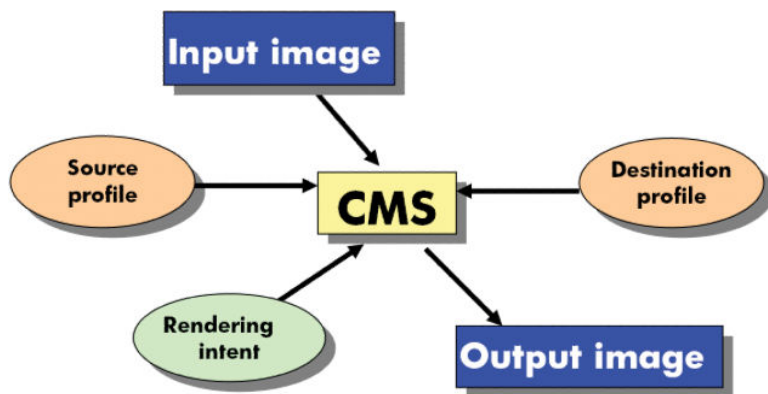 Input image
Source
profile
CMS
Destination
profile
Rendering
intent
Output image